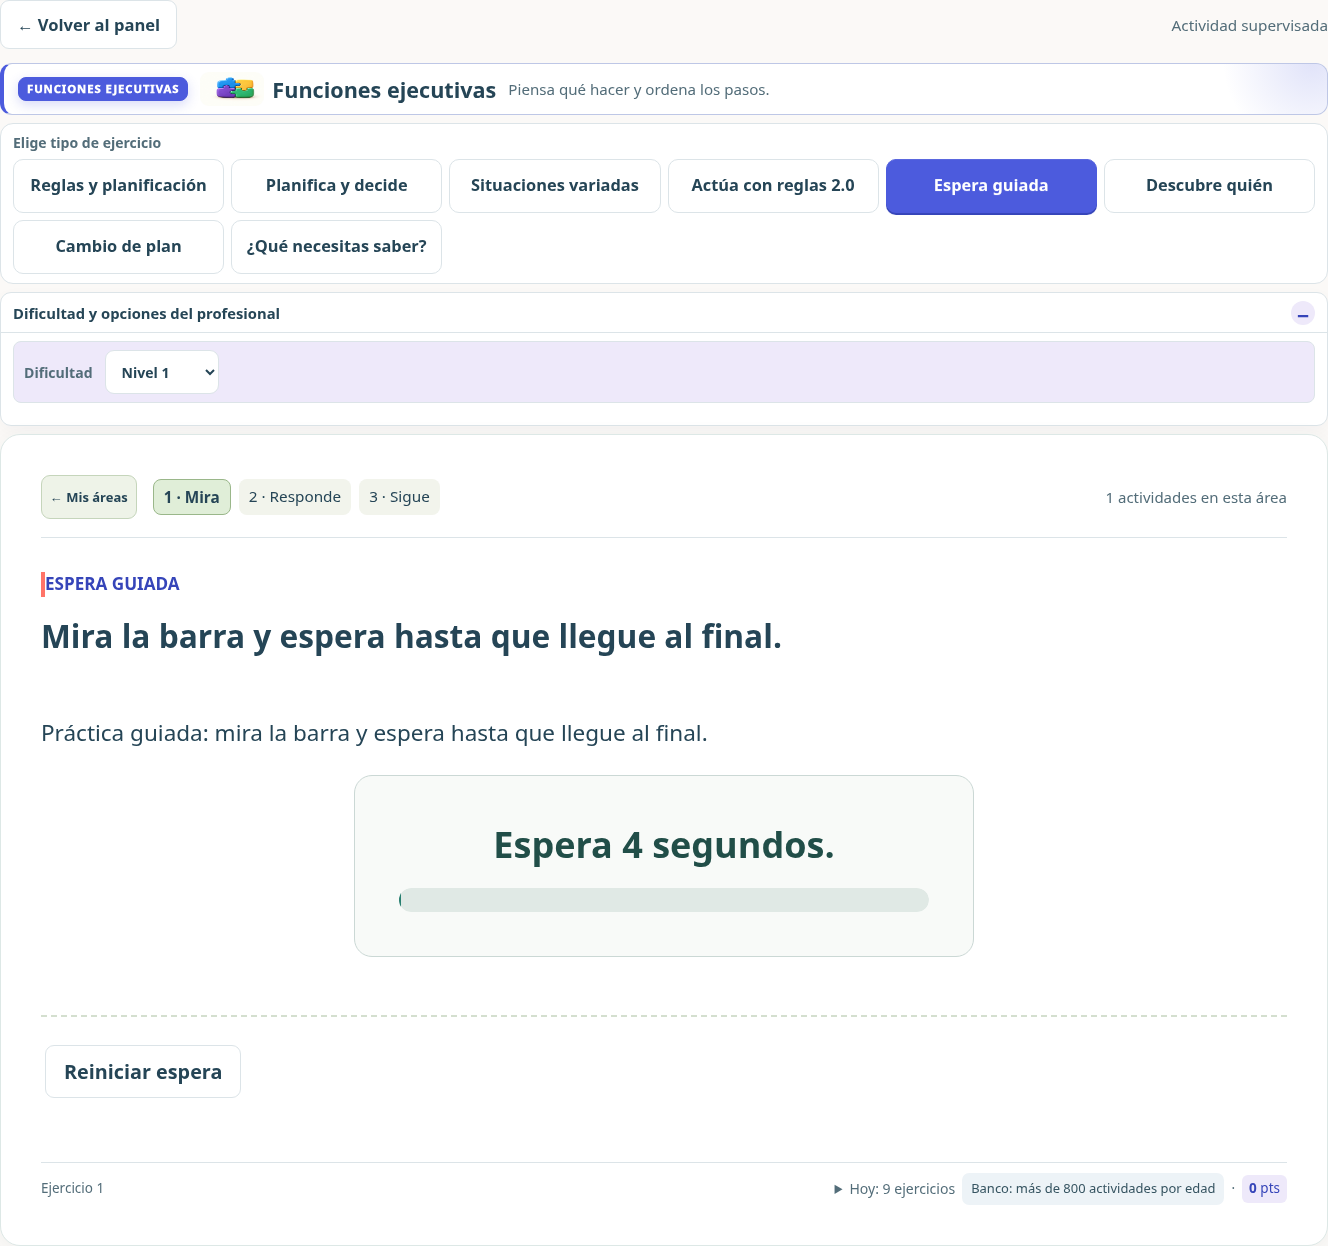 ← Volver al panel
Actividad supervisada
FUNCIONES EJECUTIVAS
Funciones ejecutivas
Piensa qué hacer y ordena los pasos.
Elige tipo de ejercicio
Reglas y planificación
Planifica y decide
Situaciones variadas
Actúa con reglas 2.0
Espera guiada
Descubre quién
Cambio de plan
¿Qué necesitas saber?
Dificultad y opciones del profesional
–
Dificultad
Nivel 1
← Mis áreas
1 · Mira
2 · Responde
3 · Sigue
1 actividades en esta área
ESPERA GUIADA
Mira la barra y espera hasta que llegue al final.
Práctica guiada: mira la barra y espera hasta que llegue al final.
Espera 4 segundos.
Reiniciar espera
Ejercicio 1
▶ Hoy: 9 ejercicios
Banco: más de 800 actividades por edad
· 0 pts